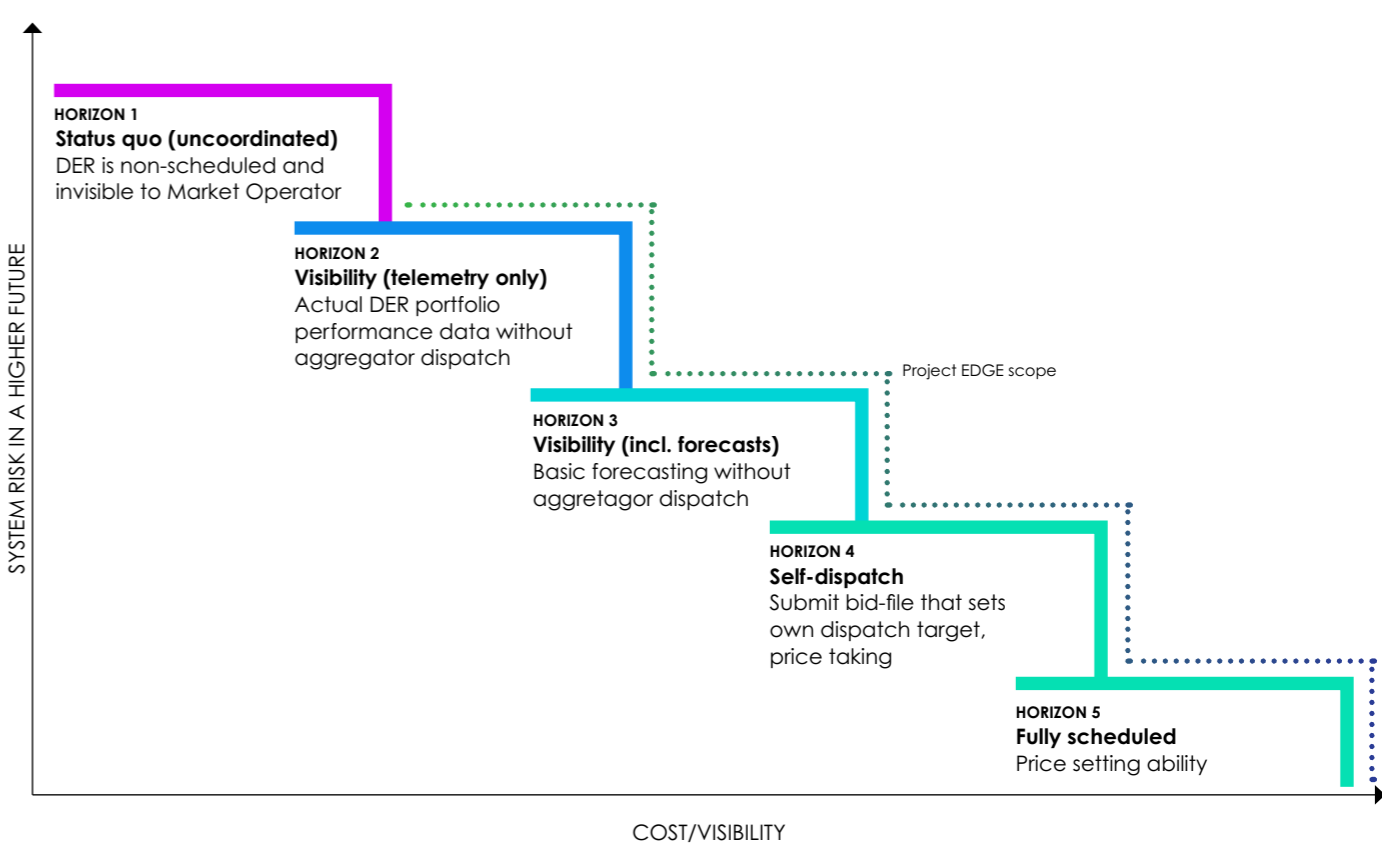 SYSTEM RISK IN A HIGHER FUTURE
HORIZON 1
Status quo (uncoordinated)
DER is non-scheduled and
invisible to Market Operator
HORIZON 2
Visibility (telemetry only)
Actual DER portfolio
performance data without
aggregator dispatch
Project EDGE scope
HORIZON 3
Visibility (incl. forecasts)
Basic forecasting without
aggretagor dispatch
HORIZON 4
Self-dispatch
Submit bid-file that sets
own dispatch target,
price taking
HORIZON 5
Fully scheduled
Price setting ability
COST/VISIBILITY